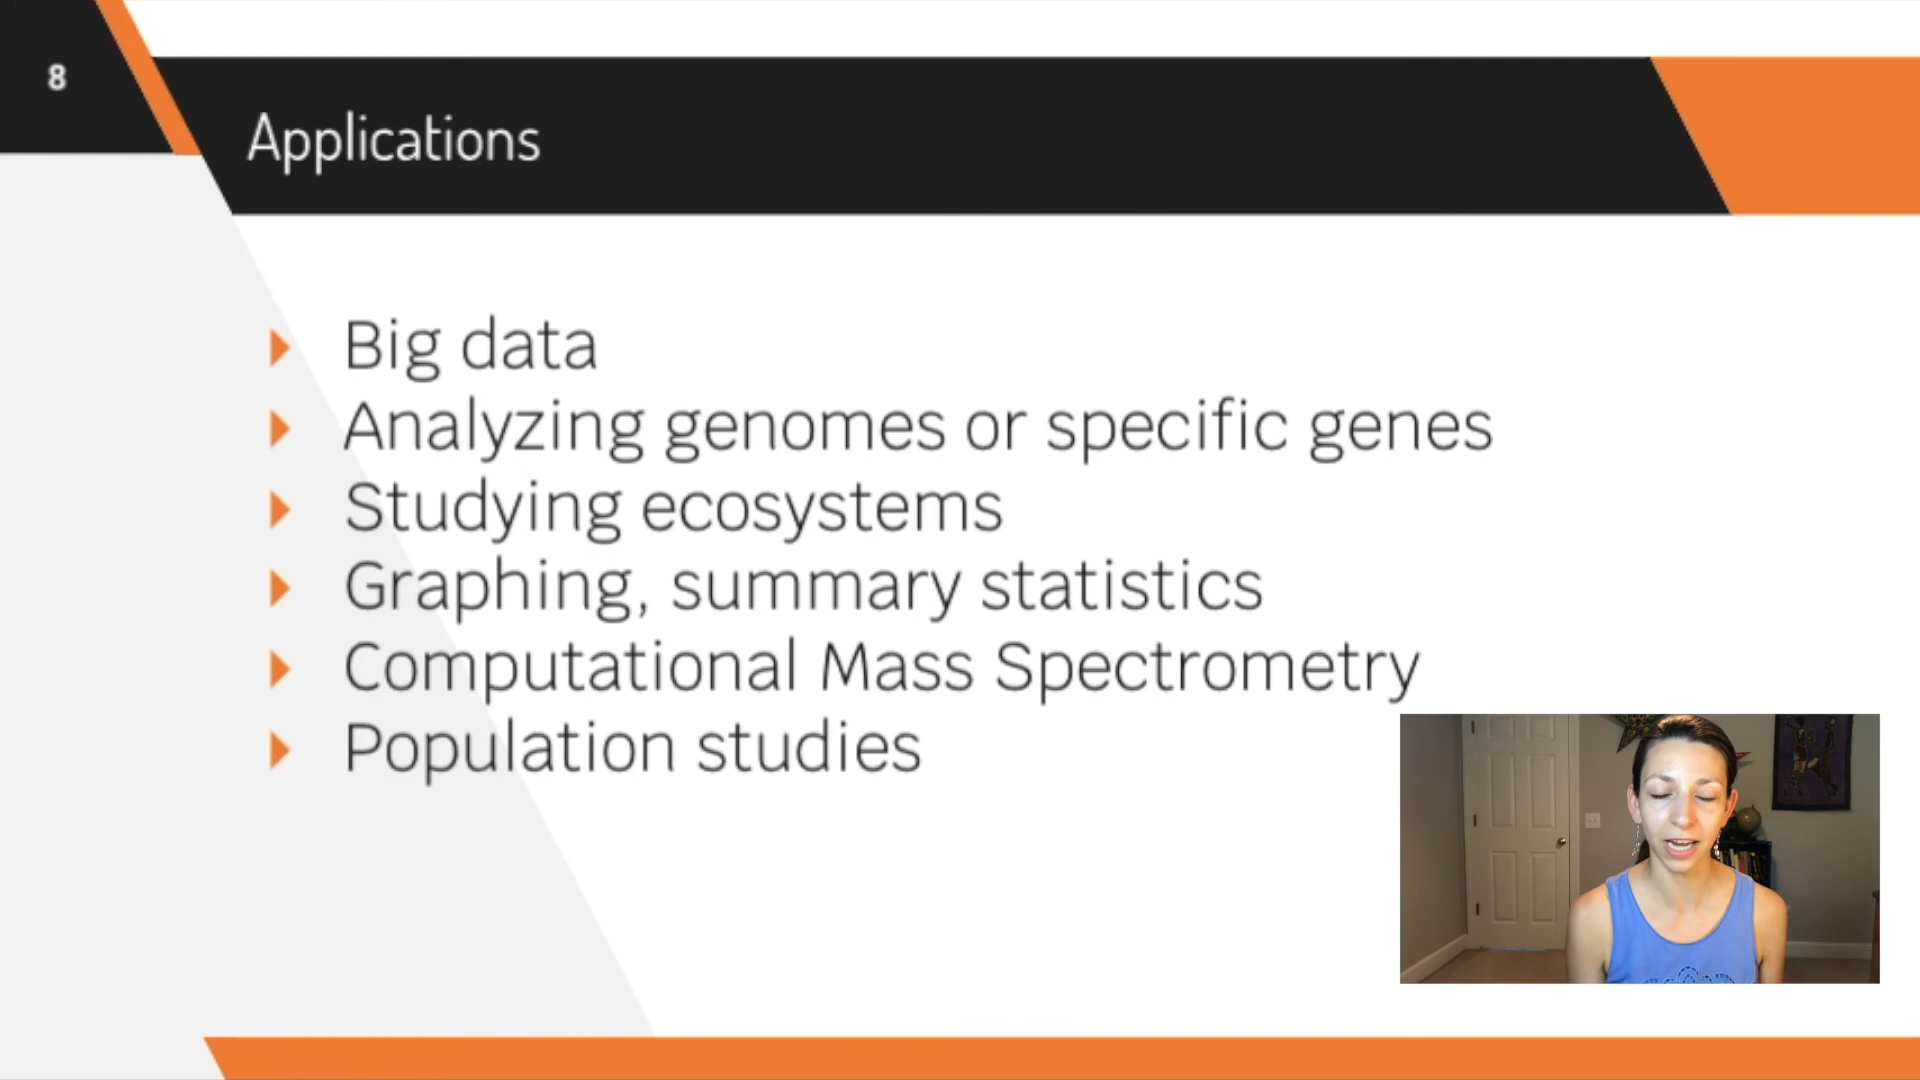 8
Applications
Big data
Analyzing genomes or specific genes
Studying ecosystems
Graphing, summary statistics
Computational Mass Spectrometry
Population studies